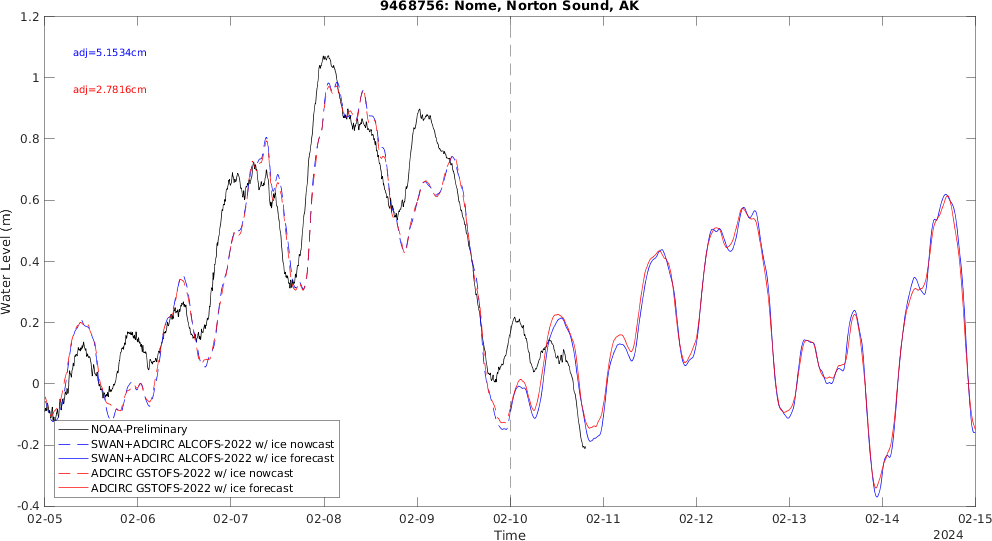 9468756: Nome, Norton Sound, AK
adj=5.1534cm
adj=2.7816cm
Water Level (m)
1.2
1
0.8
0.6
0.4
0.2
0
-0.2
-0.4
NOAA-Preliminary
SWAN+ADCIRC ALCOFS-2022 w/ ice nowcast
SWAN+ADCIRC ALCOFS-2022 w/ ice forecast
ADCIRC GSTOFS-2022 w/ ice nowcast
ADCIRC GSTOFS-2022 w/ ice forecast
02-05 02-06 02-07 02-08 02-09 02-10 02-11 02-12 02-13 02-14 02-15
Time
2024